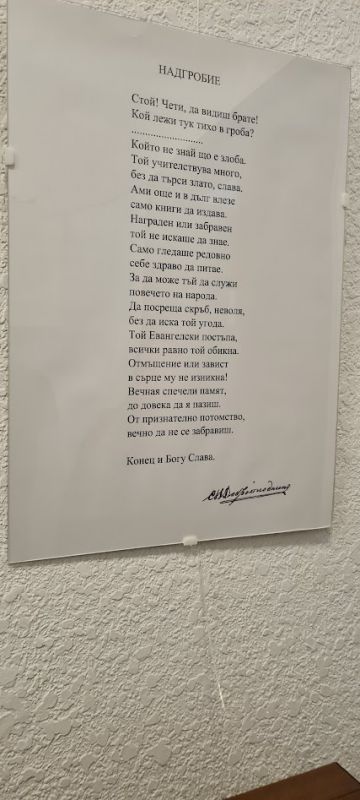 НАДГРОБИЕ
Стой! Чети, да видиш брате!
Кой лежи тук тихо в гроба?
..........................
Който не знай що е злоба.
Той учителствува много,
без да търси злато, слава.
Ами още и в дълг влезе
само книги да издава.
Награден или забравен
той не искаше да знае.
Само гледаше редовно
себе здраво да питае.
За да може тъй да служи
повечето на народа.
Да посреща скръб, неволя,
без да иска той угода.
Той Евангелски постъпа,
всички равно той обикна.
Отмъщение или завист
в сърце му не изникна!
Вечная спечели памят,
до довека да я пазиш.
От признателно потомство,
вечно да не се забравиш.
Конец и Богу Слава.